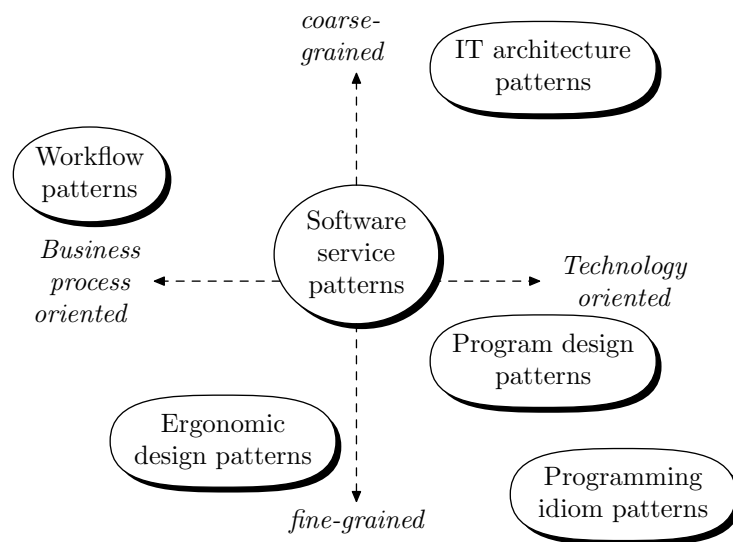 coarse-
grained
IT architecture
patterns
Workflow
patterns
Software
service
patterns
Business
process
oriented
Technology
oriented
Program design
patterns
Ergonomic
design patterns
Programming
idiom patterns
fine-grained